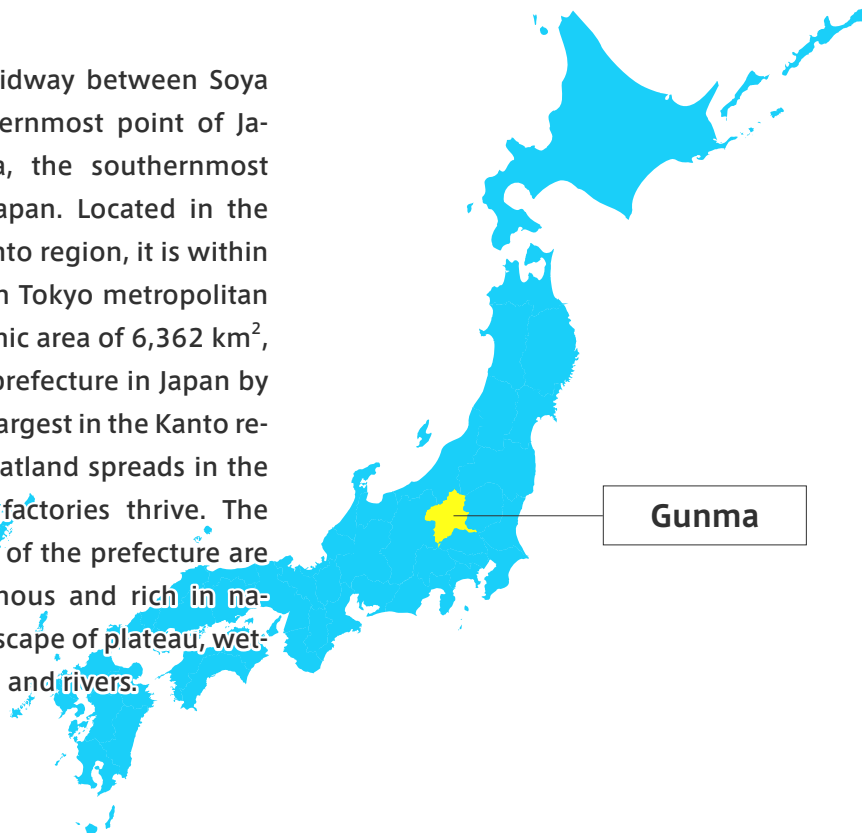 idway between Soya
ernmost point of Ja-
a, the southernmost
apan. Located in the
nto region, it is within
n Tokyo metropolitan
nic area of 6,362 km²,
prefecture in Japan by
argest in the Kanto re-
atland spreads in the
factories thrive. The
of the prefecture are
nous and rich in na-
scape of plateau, wet-
and rivers.
Gunma